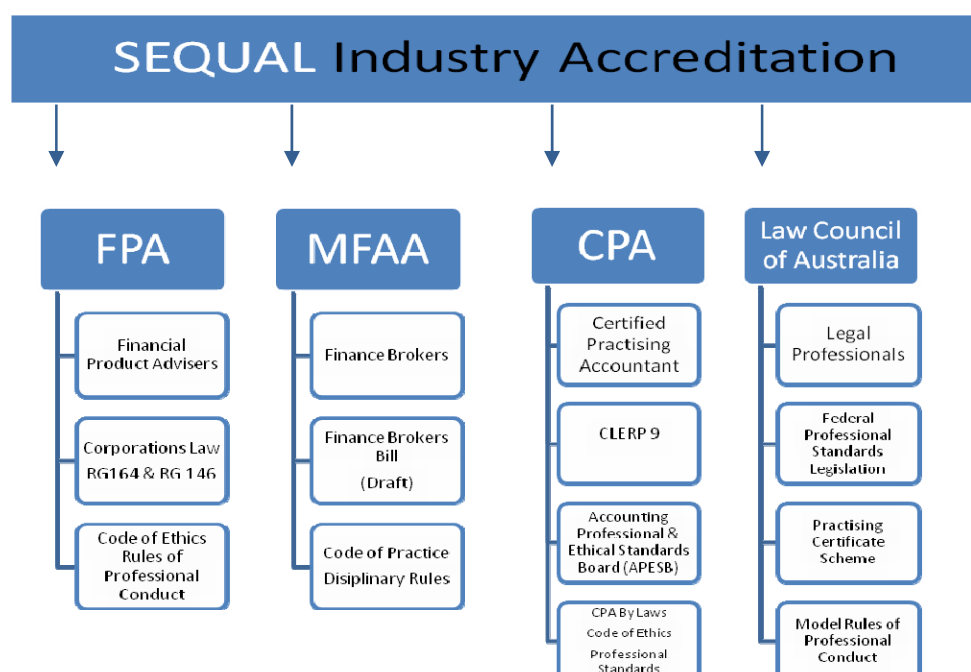 SEQUAL Industry Accreditation
FPA
Financial
Product Advisers
Corporations Law
RG164 & RG 146
Code of Ethics
Rules of
Professional
Conduct
MFAA
Finance Brokers
Finance Brokers
Bill
(Draft)
Code of Practice
Disiplinary Rules
CPA
Certified
Practising
Accountant
CLERP 9
Accounting
Professional &
Ethical Standards
Board (APESB)
CPA By Laws
Code of Ethics
Professional
Standards
Law Council
of Australia
Legal
Professionals
Federal
Professional
Standards
Legislation
Practising
Certificate
Scheme
Model Rules of
Professional
Conduct